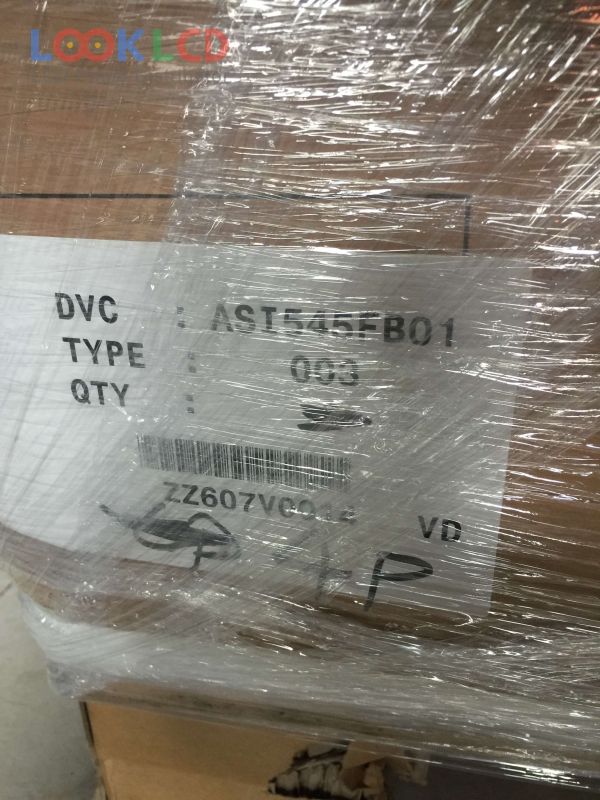 LOOKLCD
DVC : AST545FB01
TYPE : 003
QTY :
VD
P